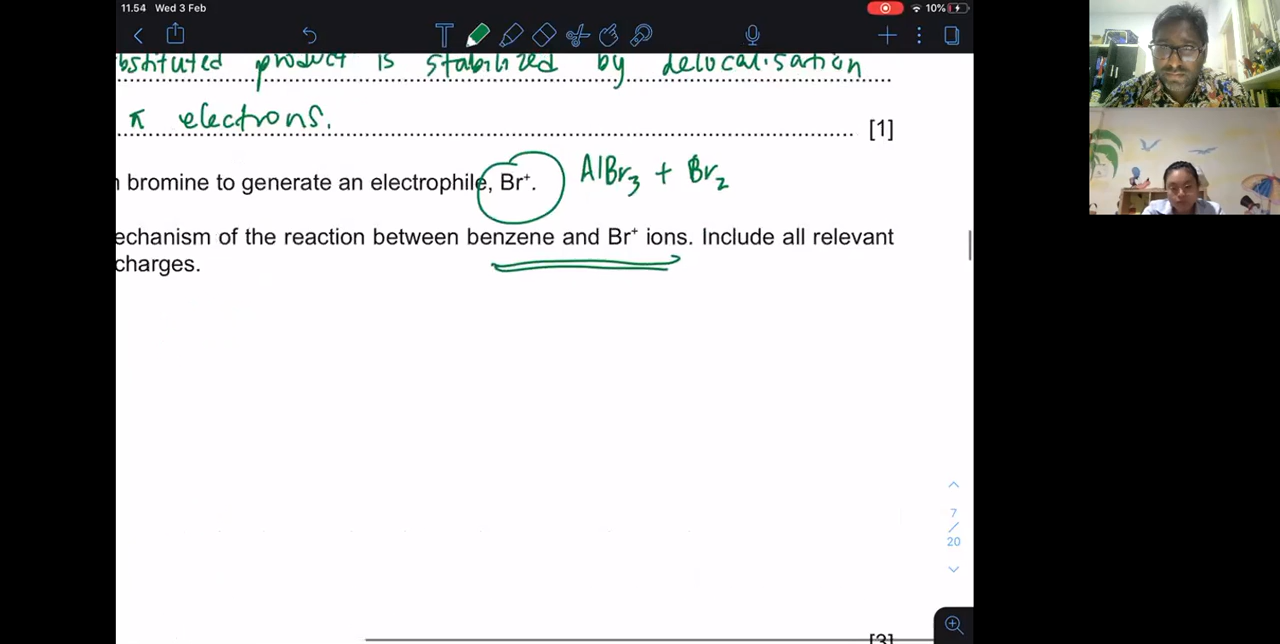 11.54 Wed 3 Feb
10%
T
bstituted product is stabilized by delocalisation
π electrons.
[1]
n bromine to generate an electrophile, Br⁺. AlBr₃ + Br₂
echanism of the reaction between benzene and Br⁺ ions. Include all relevant
charges.
7
/
20
[3]